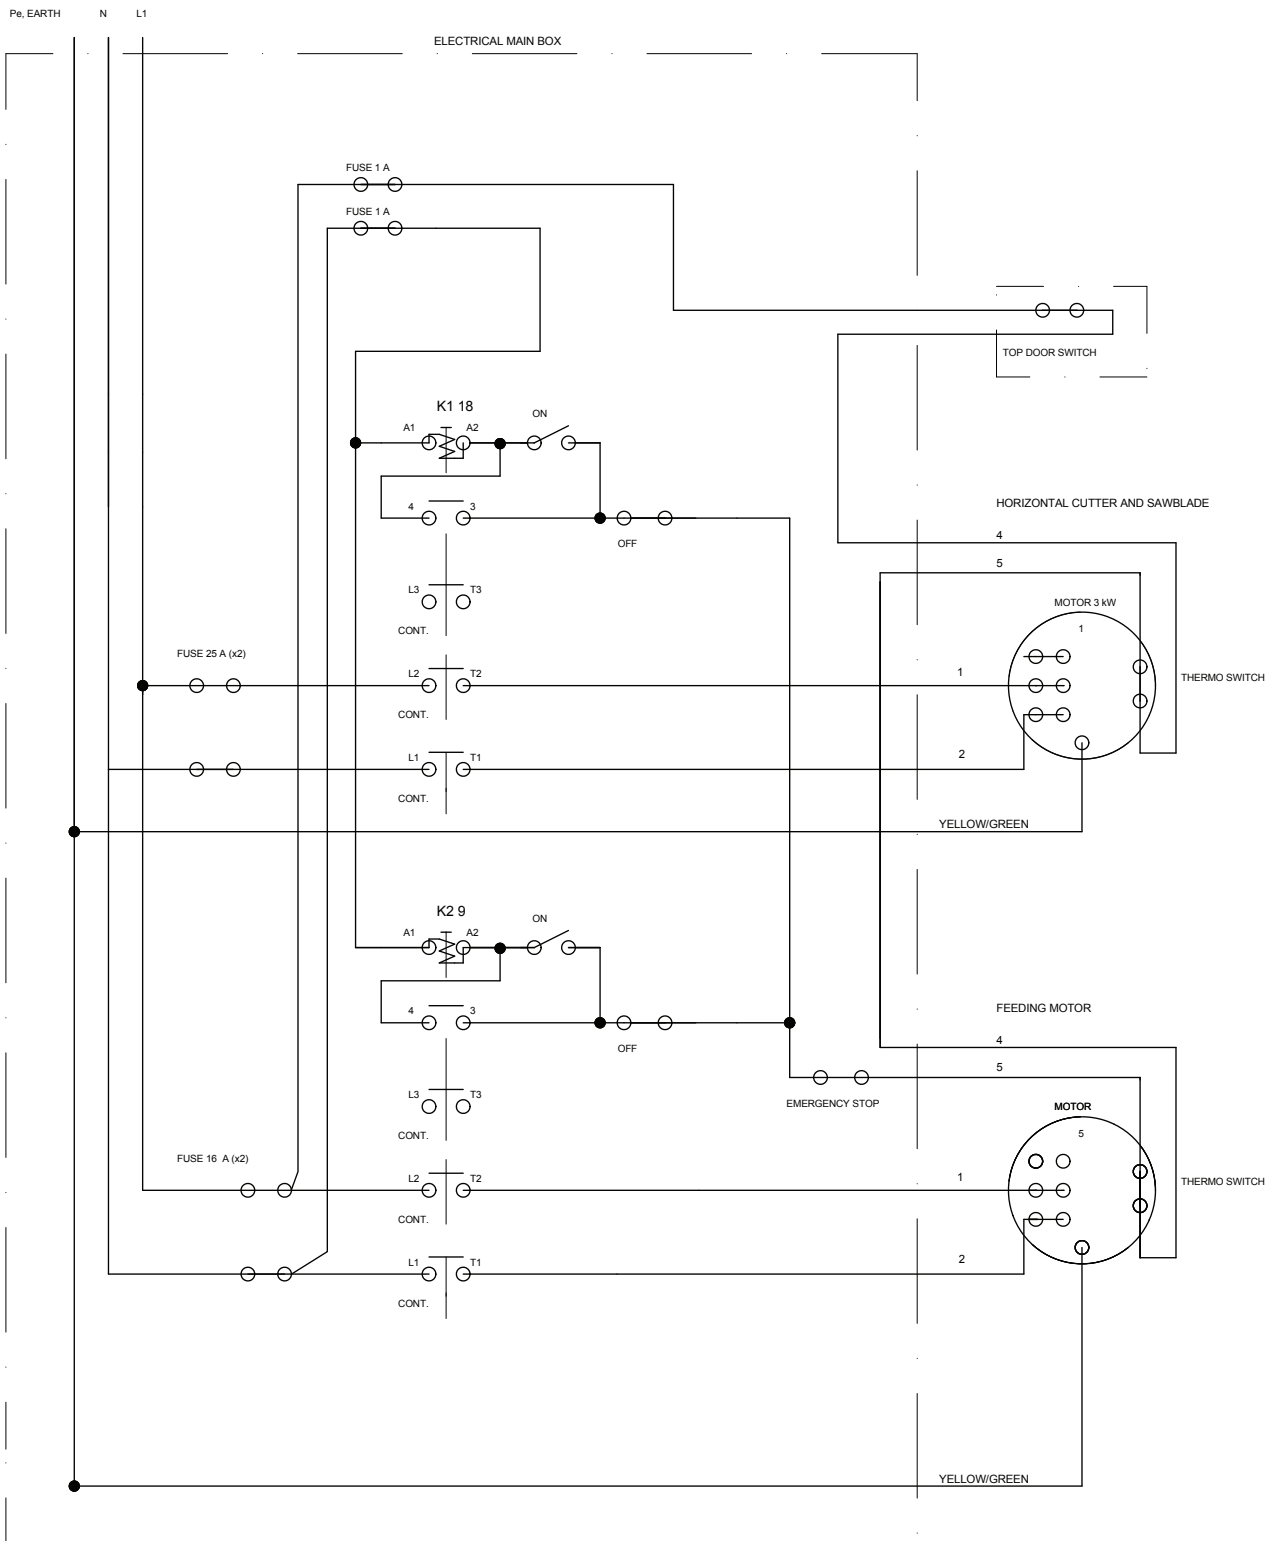 Pe, EARTH N L1
ELECTRICAL MAIN BOX
FUSE 1 A
FUSE 1 A
TOP DOOR SWITCH
K1 18
A1 A2 ON
HORIZONTAL CUTTER AND SAWBLADE
4 3
OFF
4
5
L3 T3
CONT.
MOTOR 3 kW
1
FUSE 25 A (x2)
L2 T2 1
THERMO SWITCH
CONT.
L1 T1 2
CONT.
YELLOW/GREEN
K2 9
A1 A2 ON
FEEDING MOTOR
4 3
OFF
4
5
L3 T3
EMERGENCY STOP
MOTOR
CONT.
5
FUSE 16 A (x2)
L2 T2 1
THERMO SWITCH
CONT.
L1 T1 2
CONT.
YELLOW/GREEN